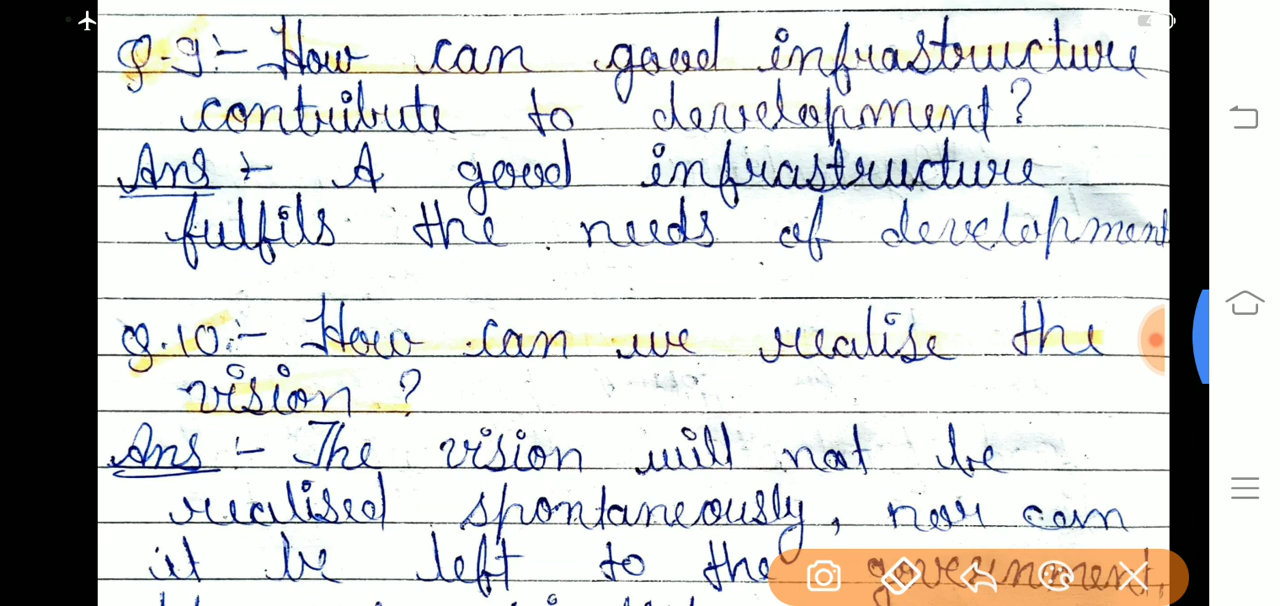 Q.9:- How can good infrastructure
contribute to development?
Ans:- A good infrastructure
fulfils the needs of development
Q.10:- How can we realise the
vision?
Ans:- The vision will not be
realised spontaneously, nor can
it be left to the government,